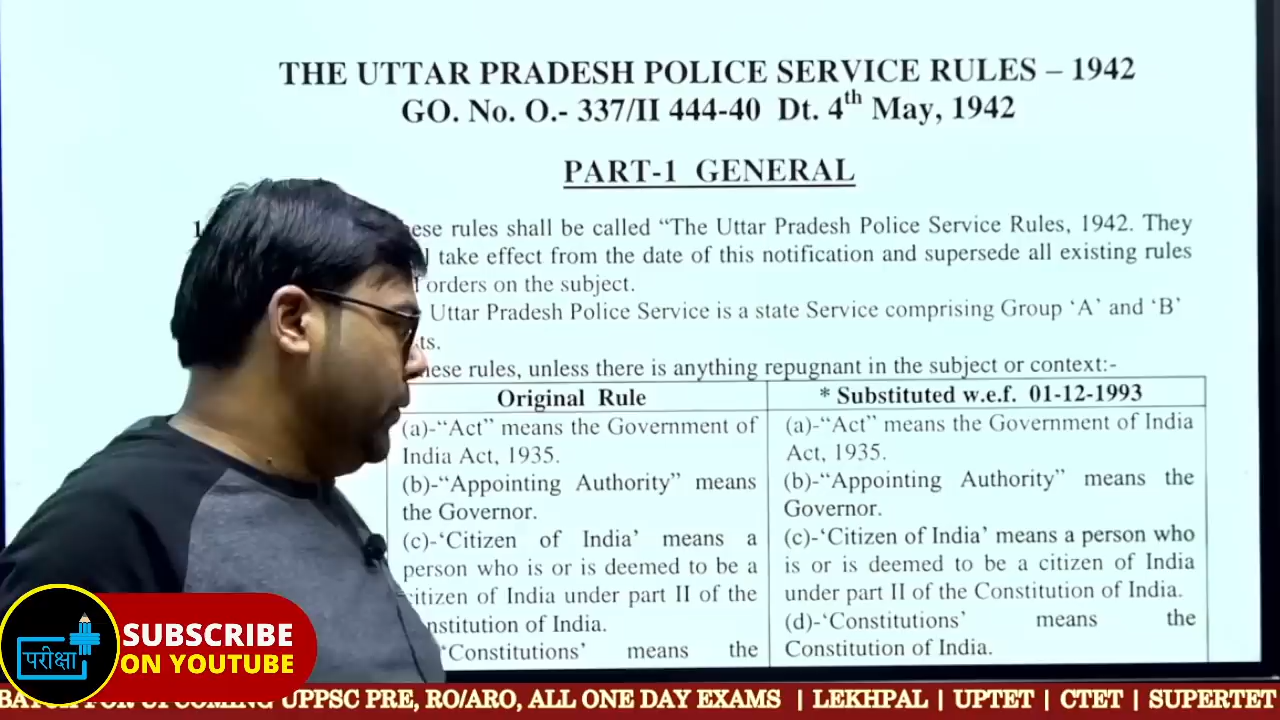 THE UTTAR PRADESH POLICE SERVICE RULES – 1942
GO. No. O.- 337/II 444-40 Dt. 4th May, 1942
PART-1 GENERAL
rules shall be called “The Uttar Pradesh Police Service Rules, 1942. They
take effect from the date of this notification and supersede all existing rules
orders on the subject.
Uttar Pradesh Police Service is a state Service comprising Group ‘A’ and ‘B’
rules, unless there is anything repugnant in the subject or context:-
Original Rule
(a)-“Act” means the Government of
India Act, 1935.
(b)-“Appointing Authority” means
the Governor.
(c)-‘Citizen of India’ means a
person who is or is deemed to be a
citizen of India under part II of the
of India.
‘Constitutions’ means the
* Substituted w.e.f. 01-12-1993
(a)-“Act” means the Government of India
Act, 1935.
(b)-“Appointing Authority” means the
Governor.
(c)-‘Citizen of India’ means a person who
is or is deemed to be a citizen of India
under part II of the Constitution of India.
(d)-‘Constitutions’ means the
Constitution of India.
परीक्षा
SUBSCRIBE
ON YOUTUBE
UPCOMING UPPSC PRE, RO/ARO, ALL ONE DAY EXAMS | LEKHPAL | UPTET | CTET | SUPERTET